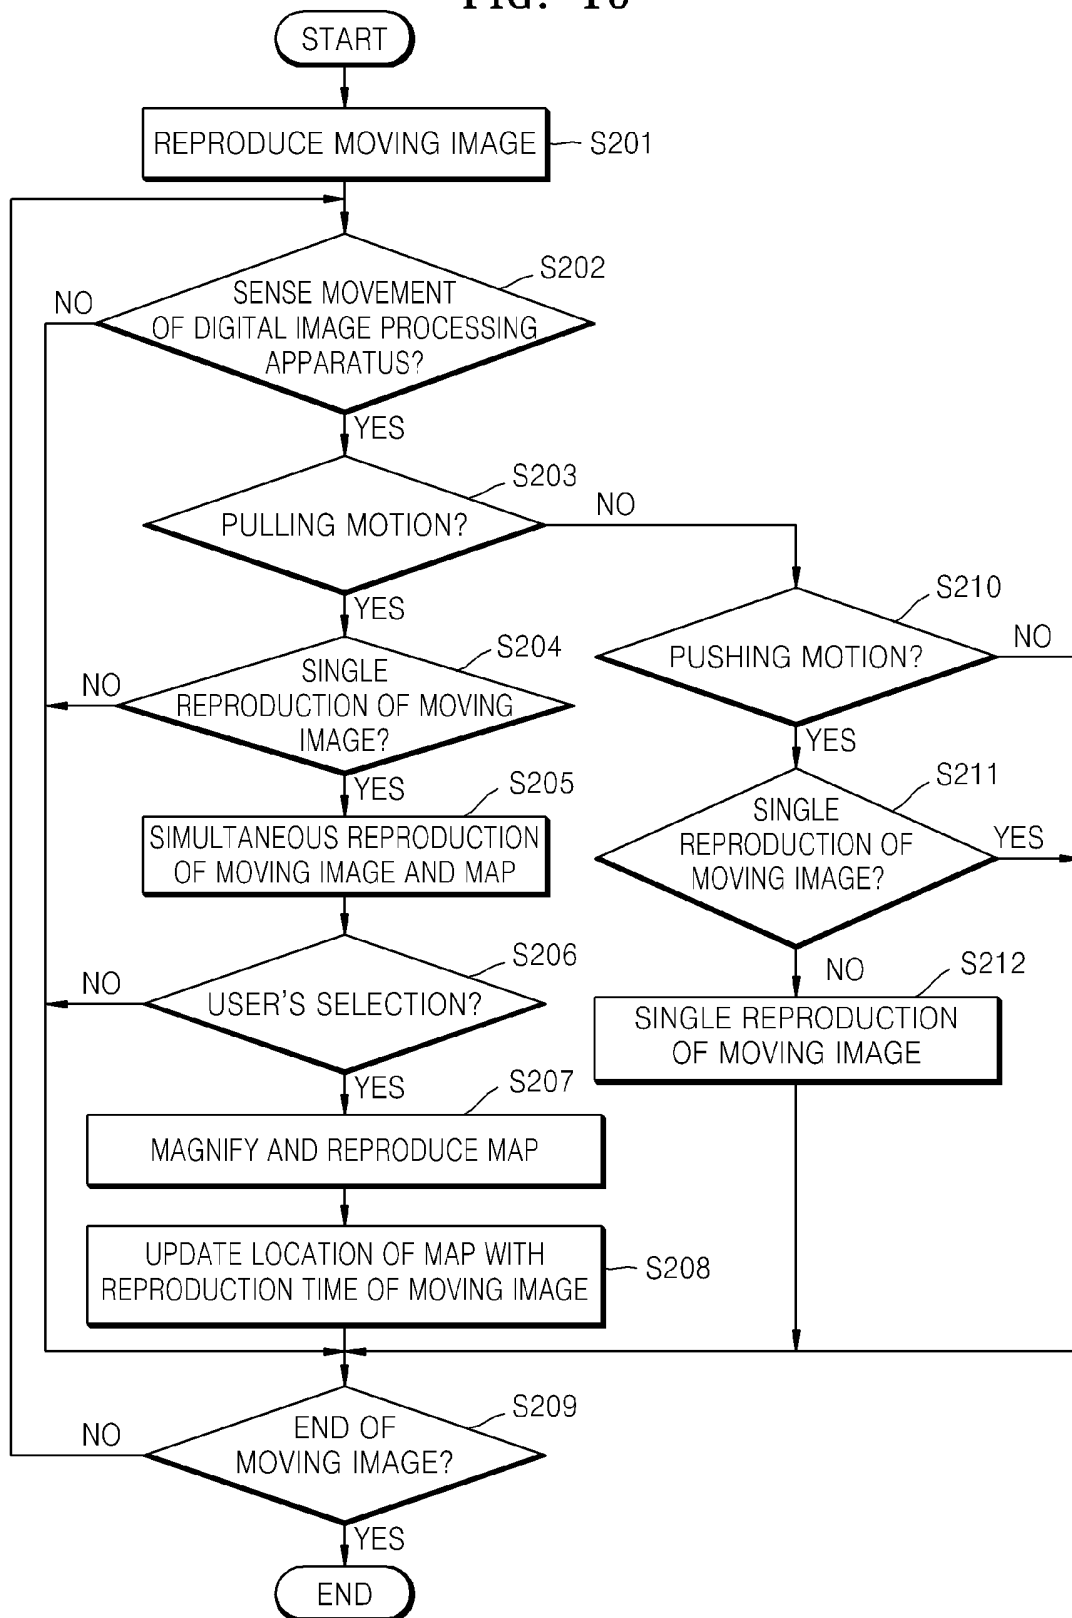 START
REPRODUCE MOVING IMAGE
S201
S202
NO
SENSE MOVEMENT
OF DIGITAL IMAGE PROCESSING
APPARATUS?
YES
S203
PULLING MOTION?
NO
YES
S204
NO
SINGLE
REPRODUCTION OF MOVING
IMAGE?
YES
S205
SIMULTANEOUS REPRODUCTION
OF MOVING IMAGE AND MAP
S206
NO
USER'S SELECTION?
YES
S207
MAGNIFY AND REPRODUCE MAP
UPDATE LOCATION OF MAP WITH
REPRODUCTION TIME OF MOVING IMAGE
S208
S210
PUSHING MOTION?
NO
YES
S211
SINGLE
REPRODUCTION OF
MOVING IMAGE?
YES
NO
S212
SINGLE REPRODUCTION
OF MOVING IMAGE
S209
NO
END OF
MOVING IMAGE?
YES
END